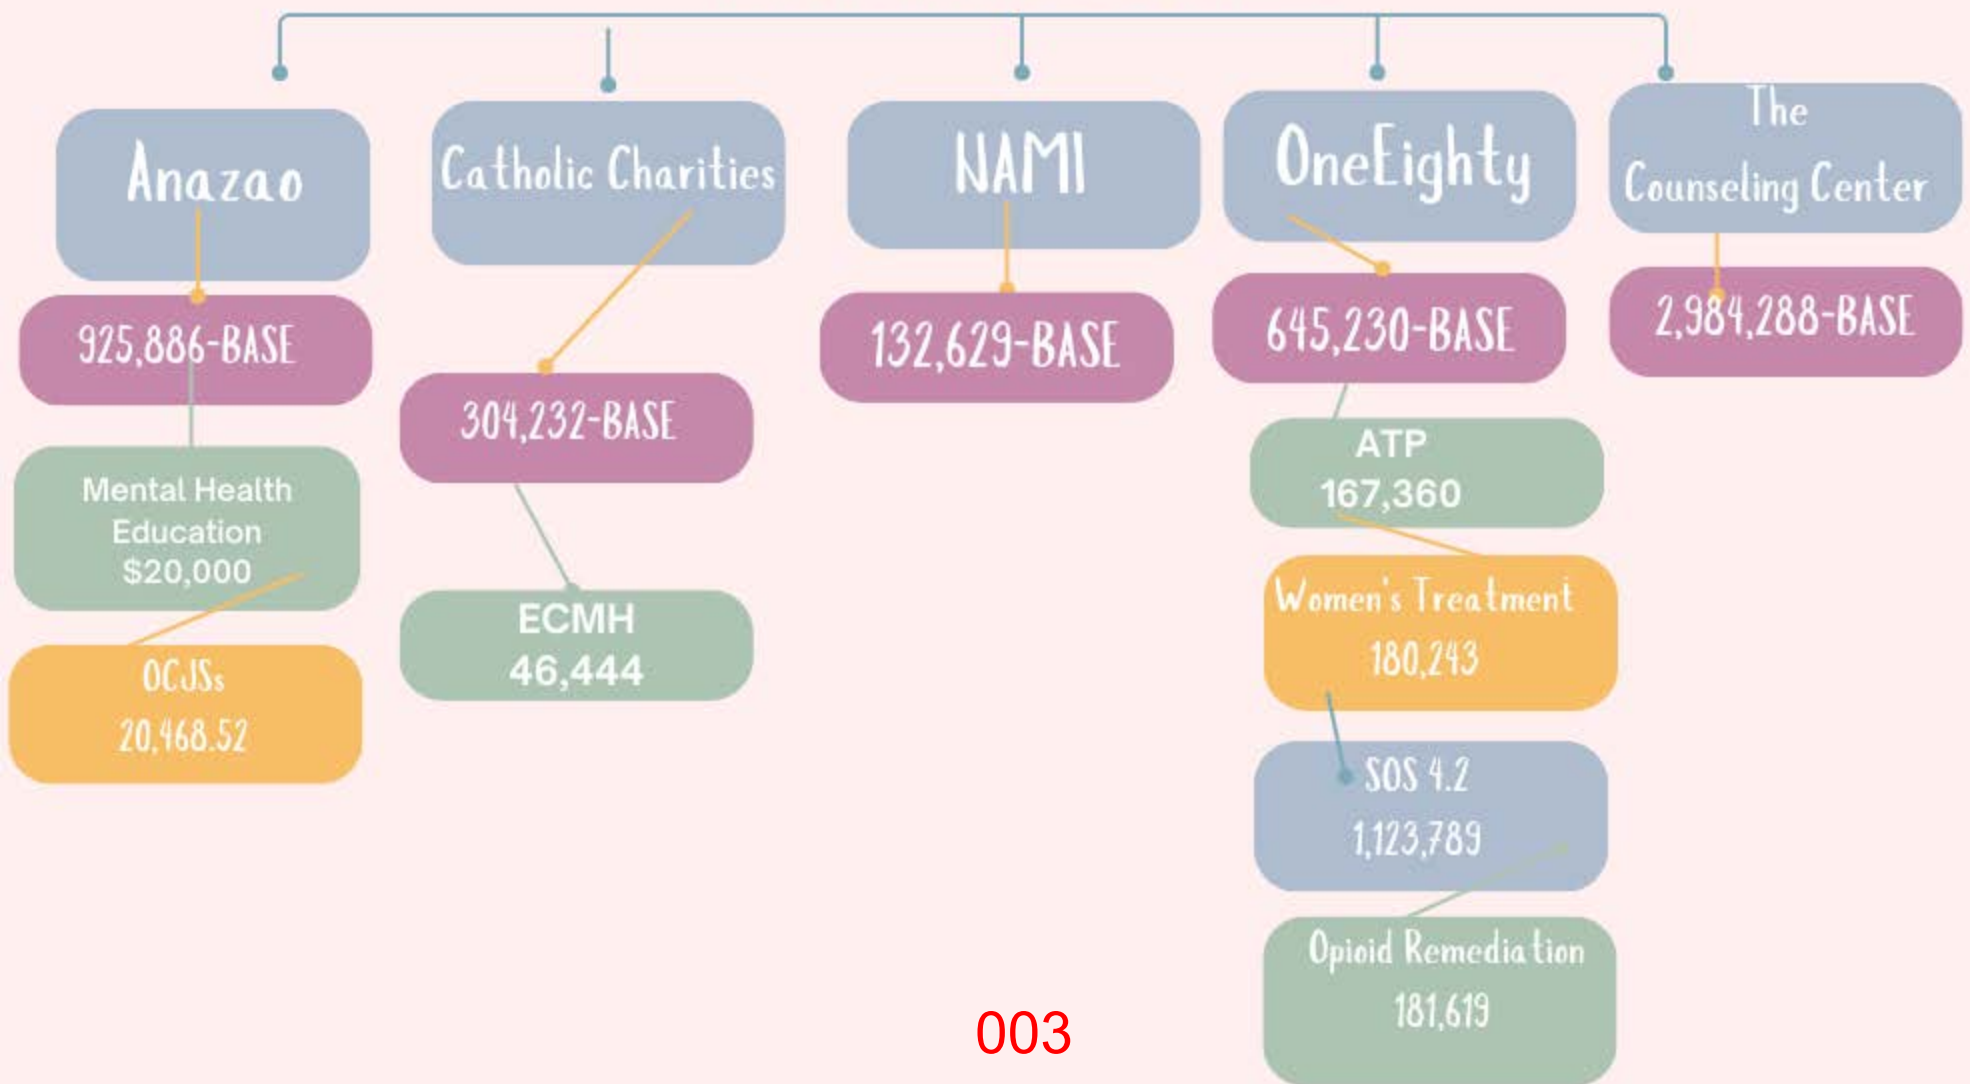 Anazao
925,886-BASE
Mental Health
Education
$20,000
OCJSs
20,468.52
Catholic Charities
304,232-BASE
ECMH
46,444
NAMI
132,629-BASE
OneEighty
645,230-BASE
ATP
167,360
Women's Treatment
180,243
SOS 4.2
1,123,789
Opioid Remediation
181,619
The
Counseling Center
2,984,288-BASE
003